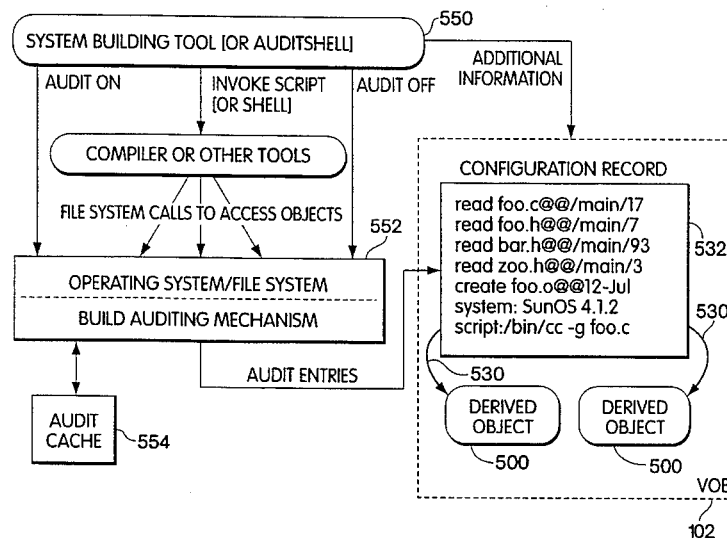 550
SYSTEM BUILDING TOOL [OR AUDITSHELL]
AUDIT ON
INVOKE SCRIPT
[OR SHELL]
AUDIT OFF
ADDITIONAL
INFORMATION
COMPILER OR OTHER TOOLS
FILE SYSTEM CALLS TO ACCESS OBJECTS
552
OPERATING SYSTEM/FILE SYSTEM
BUILD AUDITING MECHANISM
AUDIT ENTRIES
AUDIT
CACHE
554
CONFIGURATION RECORD
read foo.c@@/main/17
read foo.h@@/main/7
read bar.h@@/main/93
read zoo.h@@/main/3
create foo.o@@12-Jul
system: SunOS 4.1.2
script:/bin/cc -g foo.c
532
530
530
DERIVED
OBJECT
DERIVED
OBJECT
500
500
VOB
102